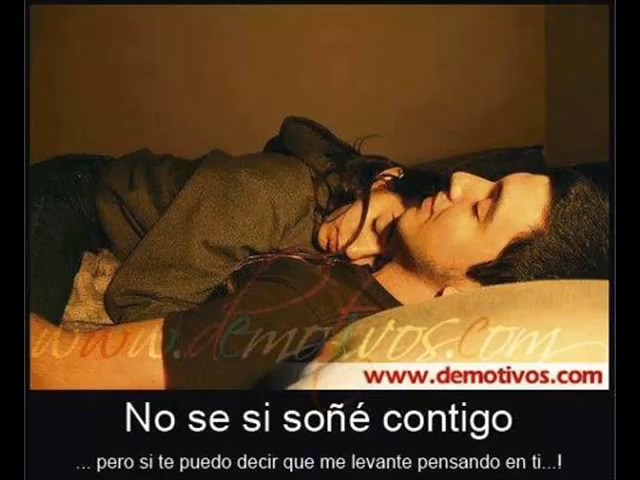 www.demotivos.com
www.demotivos.com
No se si soñé contigo
... pero si te puedo decir que me levante pensando en ti...!